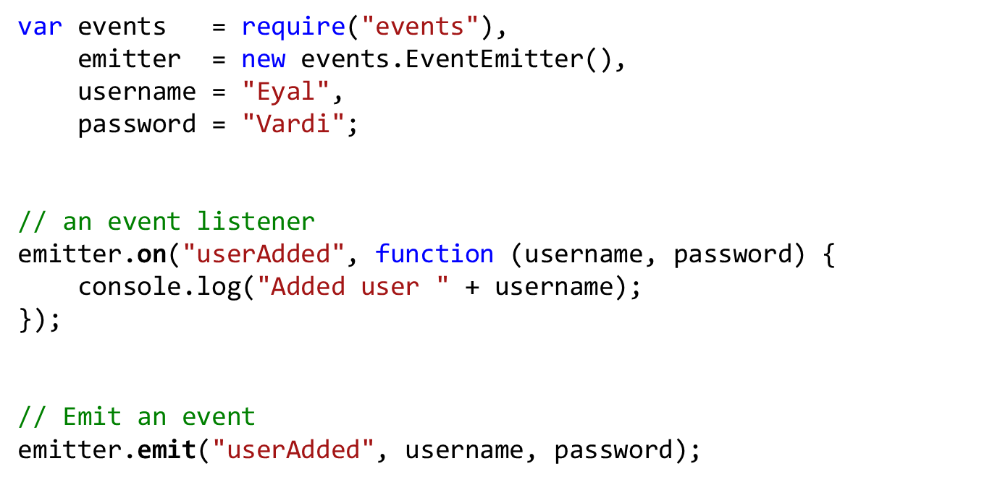 var events   = require("events"),
    emitter  = new events.EventEmitter(),
    username = "Eyal",
    password = "Vardi";
// an event listener
emitter.on("userAdded", function (username, password) {
    console.log("Added user " + username);
});
// Emit an event
emitter.emit("userAdded", username, password);